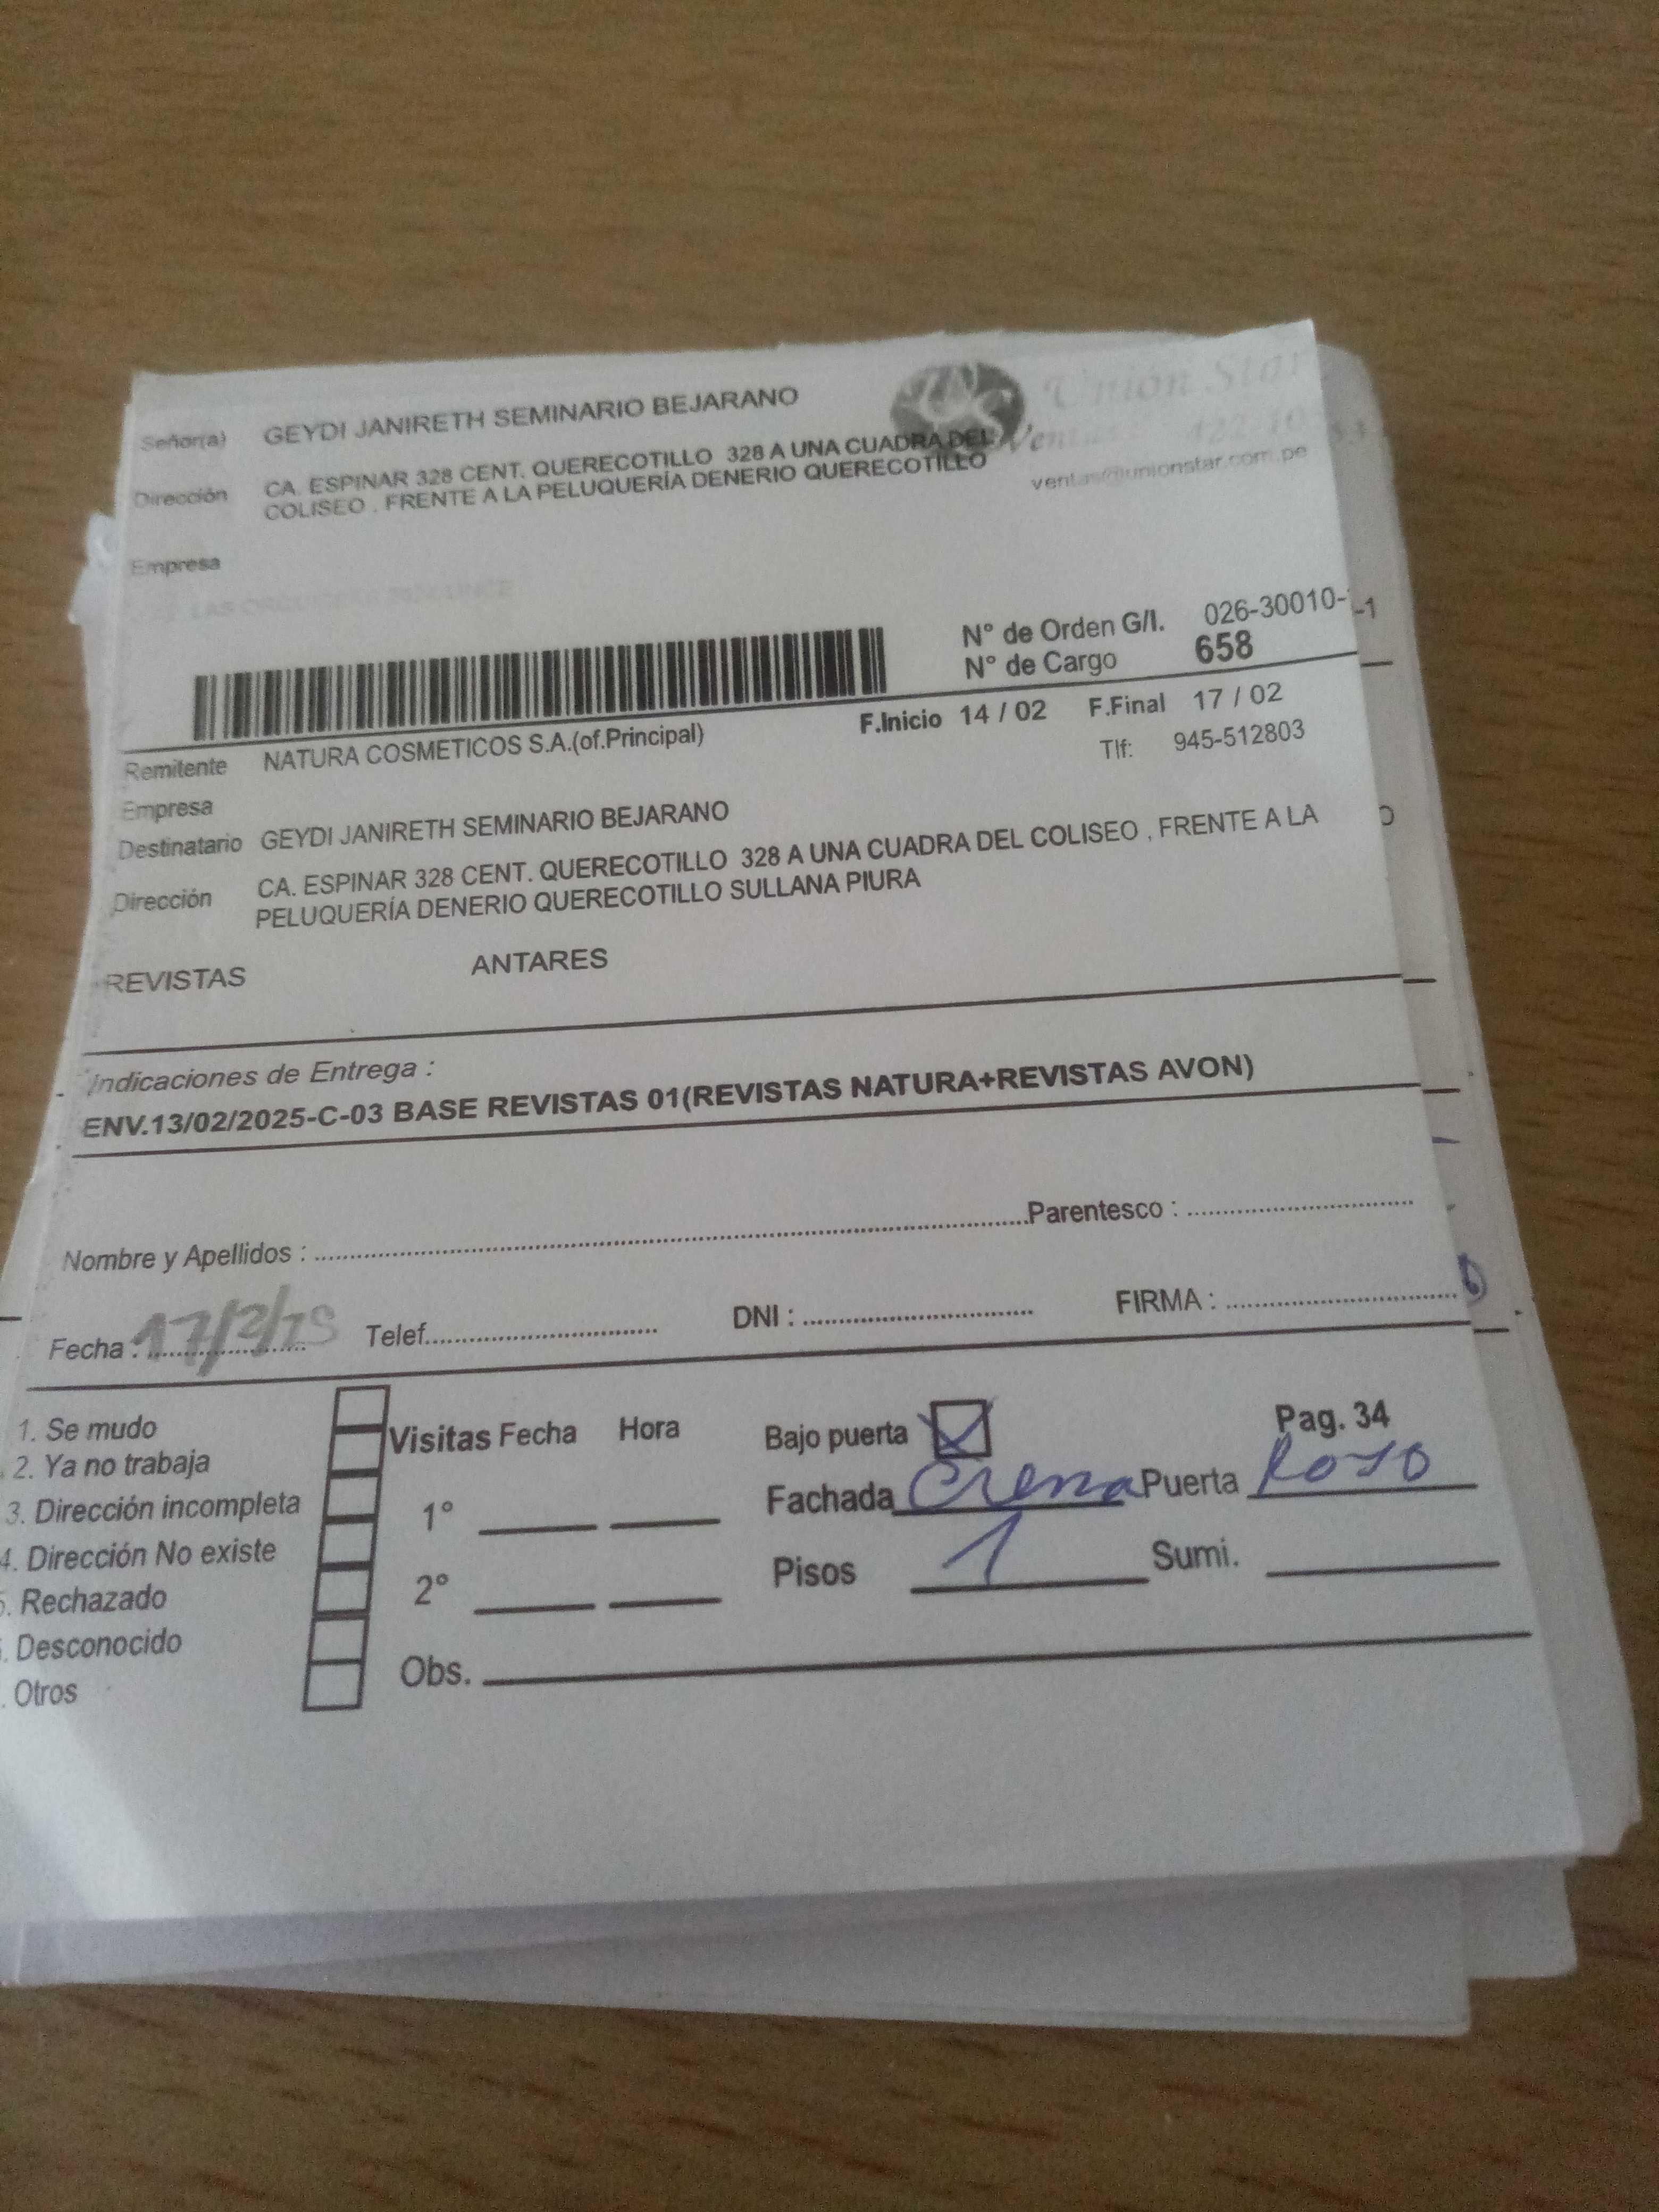 Señor(a) GEYDI JANIRETH SEMINARIO BEJARANO
Unión Star
Dirección CA. ESPINAR 328 CENT. QUERECOTILLO 328 A UNA CUADRA DEL
COLISEO . FRENTE A LA PELUQUERÍA DENERIO QUERECOTILLO
Ventas
ventas@unionstar.com.pe
Empresa
N° de Orden G/I. 026-30010-
-1
N° de Cargo 658
F.Inicio 14 / 02 F.Final 17 / 02
Remitente NATURA COSMETICOS S.A.(of.Principal)
Tlf: 945-512803
Empresa
Destinatario GEYDI JANIRETH SEMINARIO BEJARANO
Dirección CA. ESPINAR 328 CENT. QUERECOTILLO 328 A UNA CUADRA DEL COLISEO , FRENTE A LA
PELUQUERÍA DENERIO QUERECOTILLO SULLANA PIURA
REVISTAS ANTARES
Indicaciones de Entrega :
ENV.13/02/2025-C-03 BASE REVISTAS 01(REVISTAS NATURA+REVISTAS AVON)
Nombre y Apellidos : Parentesco :
Fecha : 17/2/25 Telef. DNI : FIRMA :
1. Se mudo
2. Ya no trabaja
3. Dirección incompleta
4. Dirección No existe
. Rechazado
. Desconocido
. Otros
Visitas Fecha Hora
1°
2°
Obs.
Bajo puerta Pag. 34
Fachada Crema Puerta Roso
Pisos 1 Sumi.